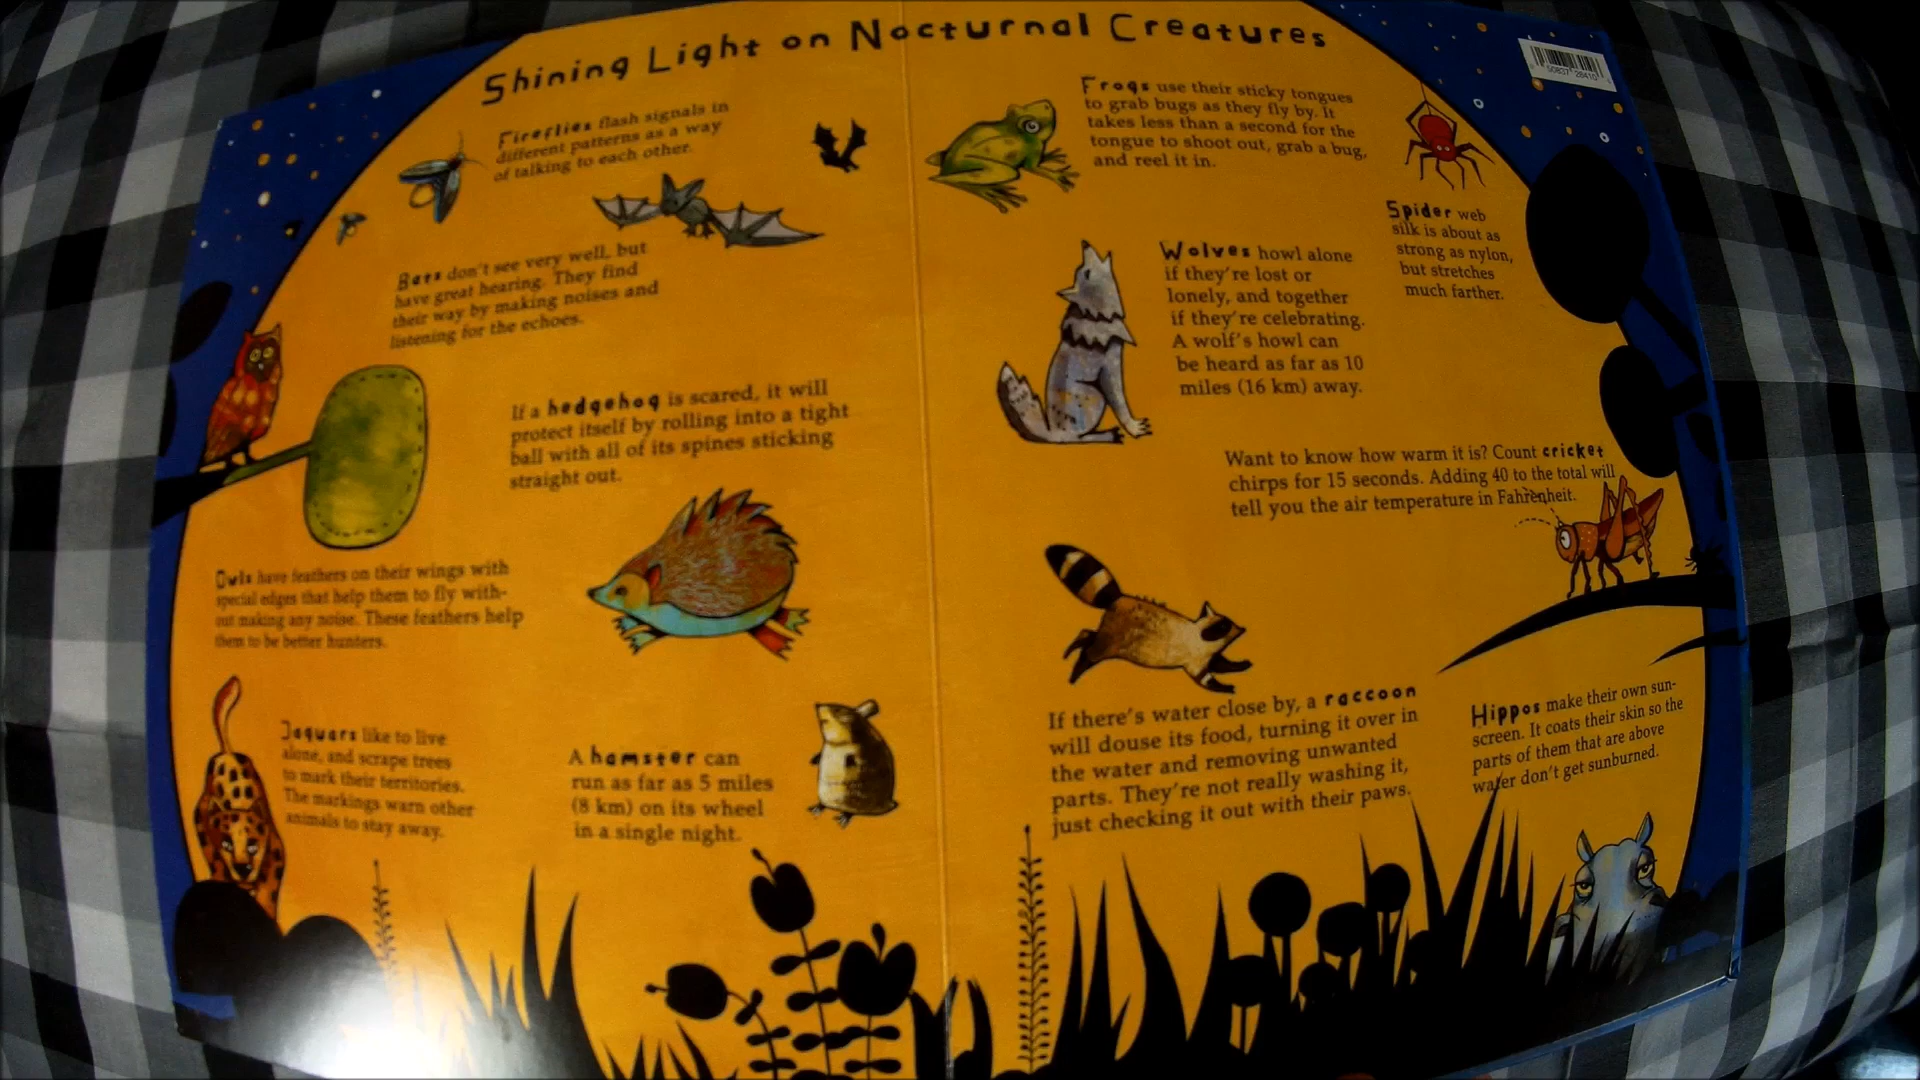 Shining Light on Nocturnal Creatures
Fireflies flash signals in
different patterns as a way
of talking to each other.
Bats don't see very well, but
have great hearing. They find
their way by making noises and
listening for the echoes.
If a hedgehog is scared, it will
protect itself by rolling into a tight
ball with all of its spines sticking
straight out.
Owls have feathers on their wings with
special edges that help them to fly with-
out making any noise. These feathers help
them to be better hunters.
Jaguars like to live
alone, and scrape trees
to mark their territories.
The markings warn other
animals to stay away.
A hamster can
run as far as 5 miles
(8 km) on its wheel
in a single night.
Frogs use their sticky tongues
to grab bugs as they fly by. It
takes less than a second for the
tongue to shoot out, grab a bug,
and reel it in.
Spider web
silk is about as
strong as nylon,
but stretches
much farther.
Wolves howl alone
if they're lost or
lonely, and together
if they're celebrating.
A wolf's howl can
be heard as far as 10
miles (16 km) away.
Want to know how warm it is? Count cricket
chirps for 15 seconds. Adding 40 to the total will
tell you the air temperature in Fahrenheit.
If there's water close by, a raccoon
will douse its food, turning it over in
the water and removing unwanted
parts. They're not really washing it,
just checking it out with their paws.
Hippos make their own sun-
screen. It coats their skin so the
parts of them that are above
water don't get sunburned.